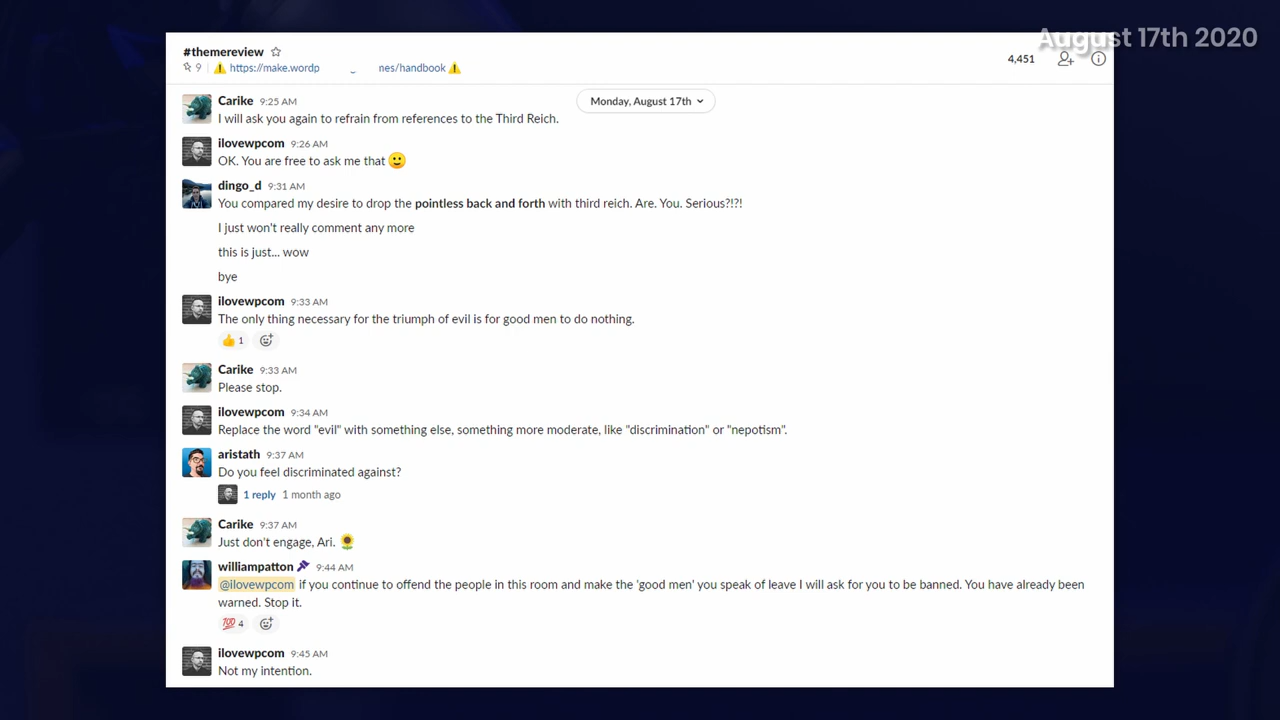 August 17th 2020
#themereview
4,451
9 | https://make.wordp nes/handbook
Monday, August 17th
Carike 9:25 AM
I will ask you again to refrain from references to the Third Reich.
ilovewpcom 9:26 AM
OK. You are free to ask me that
dingo_d 9:31 AM
You compared my desire to drop the pointless back and forth with third reich. Are. You. Serious?!?!
I just won't really comment any more
this is just... wow
bye
ilovewpcom 9:33 AM
The only thing necessary for the triumph of evil is for good men to do nothing.
1
Carike 9:33 AM
Please stop.
ilovewpcom 9:34 AM
Replace the word "evil" with something else, something more moderate, like "discrimination" or "nepotism".
aristath 9:37 AM
Do you feel discriminated against?
1 reply 1 month ago
Carike 9:37 AM
Just don't engage, Ari.
williampatton 9:44 AM
@ilovewpcom if you continue to offend the people in this room and make the 'good men' you speak of leave I will ask for you to be banned. You have already been
warned. Stop it.
💯 4
ilovewpcom 9:45 AM
Not my intention.